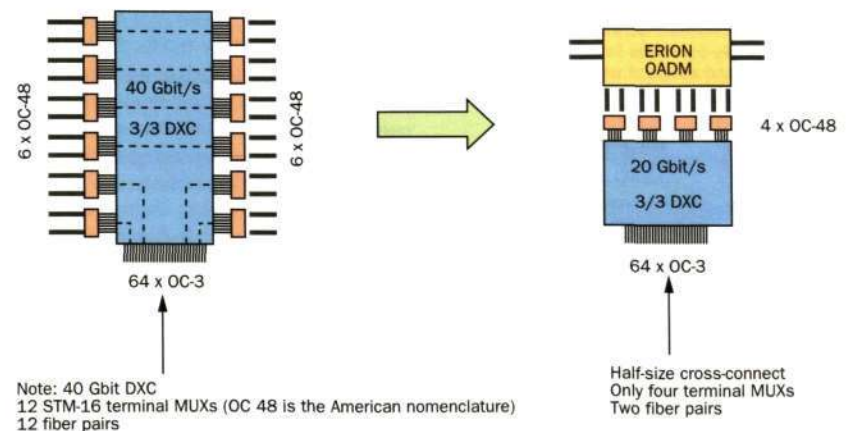 6 x OC-48
40 Gbit/s
3/3 DXC
6 x OC-48
64 x OC-3
Note: 40 Gbit DXC
12 STM-16 terminal MUXs (OC 48 is the American nomenclature)
12 fiber pairs
ERION
OADM
4 x OC-48
20 Gbit/s
3/3 DXC
64 x OC-3
Half-size cross-connect
Only four terminal MUXs
Two fiber pairs